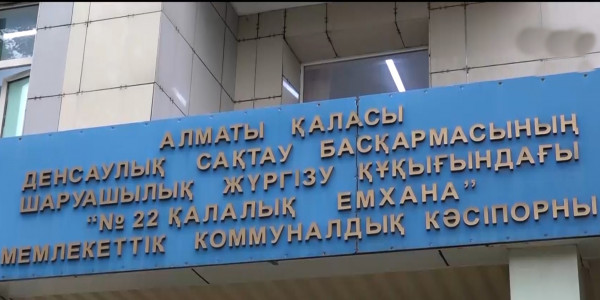 АЛМАТЫ ҚАЛАСЫ
ДЕНСАУЛЫҚ САҚТАУ БАСҚАРМАСЫНЫҢ
ШАРУАШЫЛЫҚ ЖҮРГІЗУ ҚҰҚЫҒЫНДАҒЫ
“№ 22 ҚАЛАЛЫҚ ЕМХАНА”
МЕМЛЕКЕТТІК КОММУНАЛДЫҚ КӘСІПОРНЫ